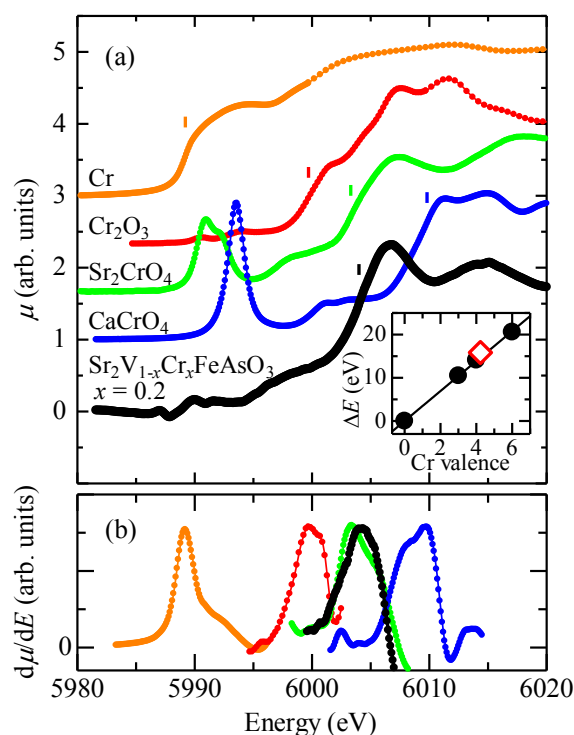 (a)
5
4
3
2
1
0
μ (arb. units)
Cr
Cr₂O₃
Sr₂CrO₄
CaCrO₄
Sr₂V₁₋ₓCrₓFeAsO₃
x = 0.2
20
10
0
ΔE (eV)
0 2 4 6
Cr valence
(b)
0
dμ/dE (arb. units)
5980 5990 6000 6010 6020
Energy (eV)